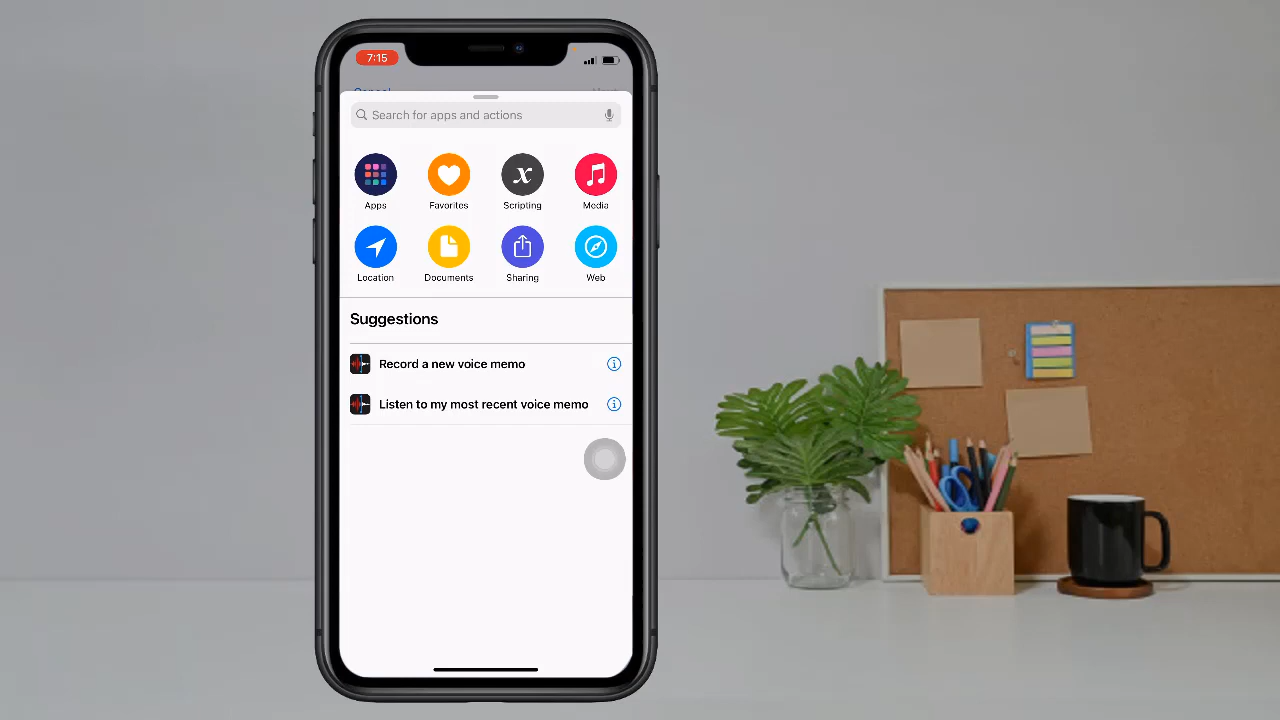 7:15
Cancel
Search for apps and actions
Apps
Favorites
Scripting
Media
Location
Documents
Sharing
Web
Suggestions
Record a new voice memo
Listen to my most recent voice memo